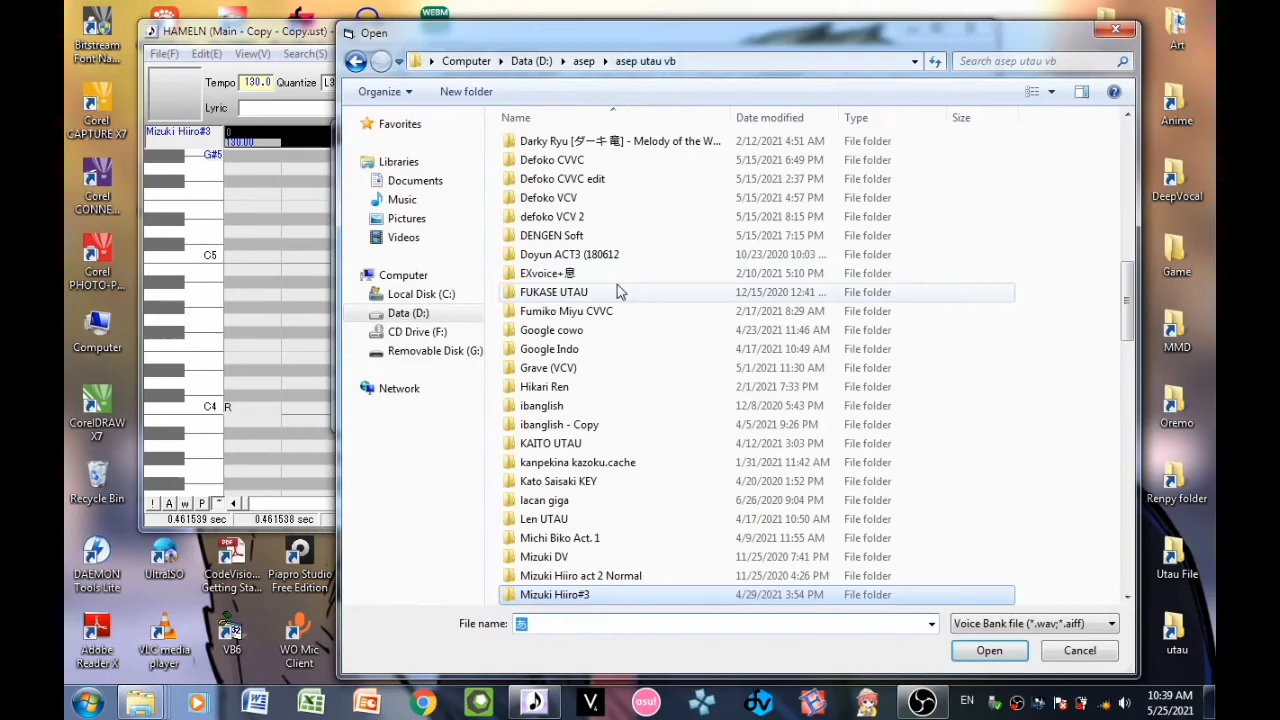 Bitstream Font Na...
Corel CAPTURE X7
Corel CONNE...
Corel PHOTO-P...
Computer
CorelDRAW X7
Recycle Bin
DAEMON Tools Lite
UltraISO
CodeVision... Getting Sta...
Piapro Studio Free Edition
Adobe Reader X
VLC media player
VB6
WO Mic Client
WEBM
HAMELN (Main - Copy - Copy.ust) -
File(F) Edit(E) View(V) Search(S)
Tempo 130.0 Quantize L3
Lyric
Mizuki Hiiro#3
0
130.00
G#5
C5
C4 R
! A w P ~
0.461539 sec 0.461538 sec
Open
Computer Data (D:) asep asep utau vb
Search asep utau vb
Organize New folder
Favorites
Libraries
Documents
Music
Pictures
Videos
Computer
Local Disk (C:)
Data (D:)
CD Drive (F:)
Removable Disk (G:)
Network
Name Date modified Type Size
Darky Ryu [ダーキ 竜] - Melody of the W... 2/12/2021 4:51 AM File folder
Defoko CVVC 5/15/2021 6:49 PM File folder
Defoko CVVC edit 5/15/2021 2:37 PM File folder
Defoko VCV 5/15/2021 4:57 PM File folder
defoko VCV 2 5/15/2021 8:15 PM File folder
DENGEN Soft 5/15/2021 7:15 PM File folder
Doyun ACT3 (180612 10/23/2020 10:03 ... File folder
EXvoice+息 2/10/2021 5:10 PM File folder
FUKASE UTAU 12/15/2020 12:41 ... File folder
Fumiko Miyu CVVC 2/17/2021 8:29 AM File folder
Google cowo 4/23/2021 11:46 AM File folder
Google Indo 4/17/2021 10:49 AM File folder
Grave (VCV) 5/1/2021 11:30 AM File folder
Hikari Ren 2/1/2021 7:33 PM File folder
ibanglish 12/8/2020 5:43 PM File folder
ibanglish - Copy 4/5/2021 9:26 PM File folder
KAITO UTAU 4/12/2021 3:03 PM File folder
kanpekina kazoku.cache 1/31/2021 11:42 AM File folder
Kato Saisaki KEY 4/20/2020 1:52 PM File folder
lacan giga 6/26/2020 9:04 PM File folder
Len UTAU 4/17/2021 10:50 AM File folder
Michi Biko Act. 1 4/9/2021 11:55 AM File folder
Mizuki DV 11/25/2020 7:41 PM File folder
Mizuki Hiiro act 2 Normal 11/25/2020 4:26 PM File folder
Mizuki Hiiro#3 4/29/2021 3:54 PM File folder
File name: あ
Voice Bank file (*.wav;*.aiff)
Open Cancel
Art
Anime
DeepVocal
Game
MMD
Oremo
Renpy folder
Utau File
utau
V.
osu!
dv
EN
10:39 AM
5/25/2021